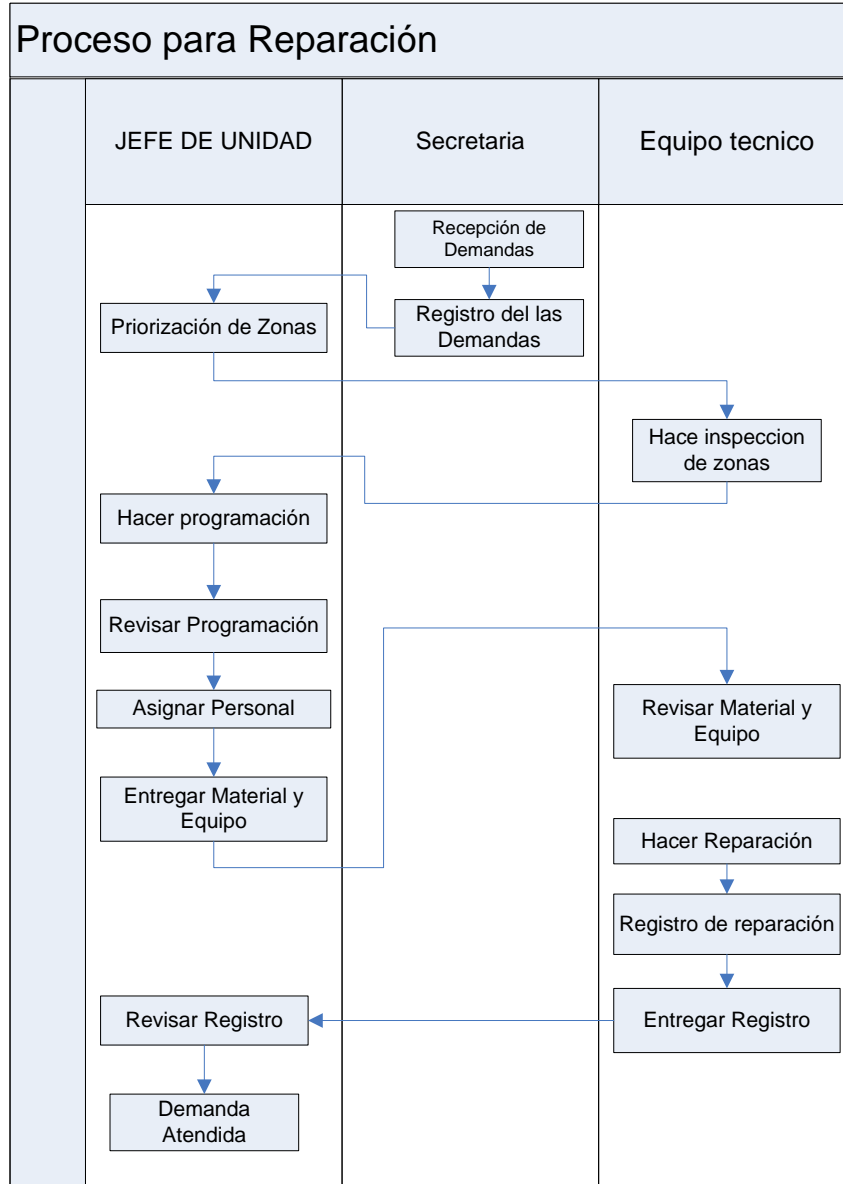 Proceso para Reparación
JEFE DE UNIDAD
Secretaria
Equipo tecnico
Recepción de
Demandas
Registro del las
Demandas
Priorización de Zonas
Hace inspeccion
de zonas
Hacer programación
Revisar Programación
Asignar Personal
Entregar Material y
Equipo
Revisar Material y
Equipo
Hacer Reparación
Registro de reparación
Entregar Registro
Revisar Registro
Demanda
Atendida